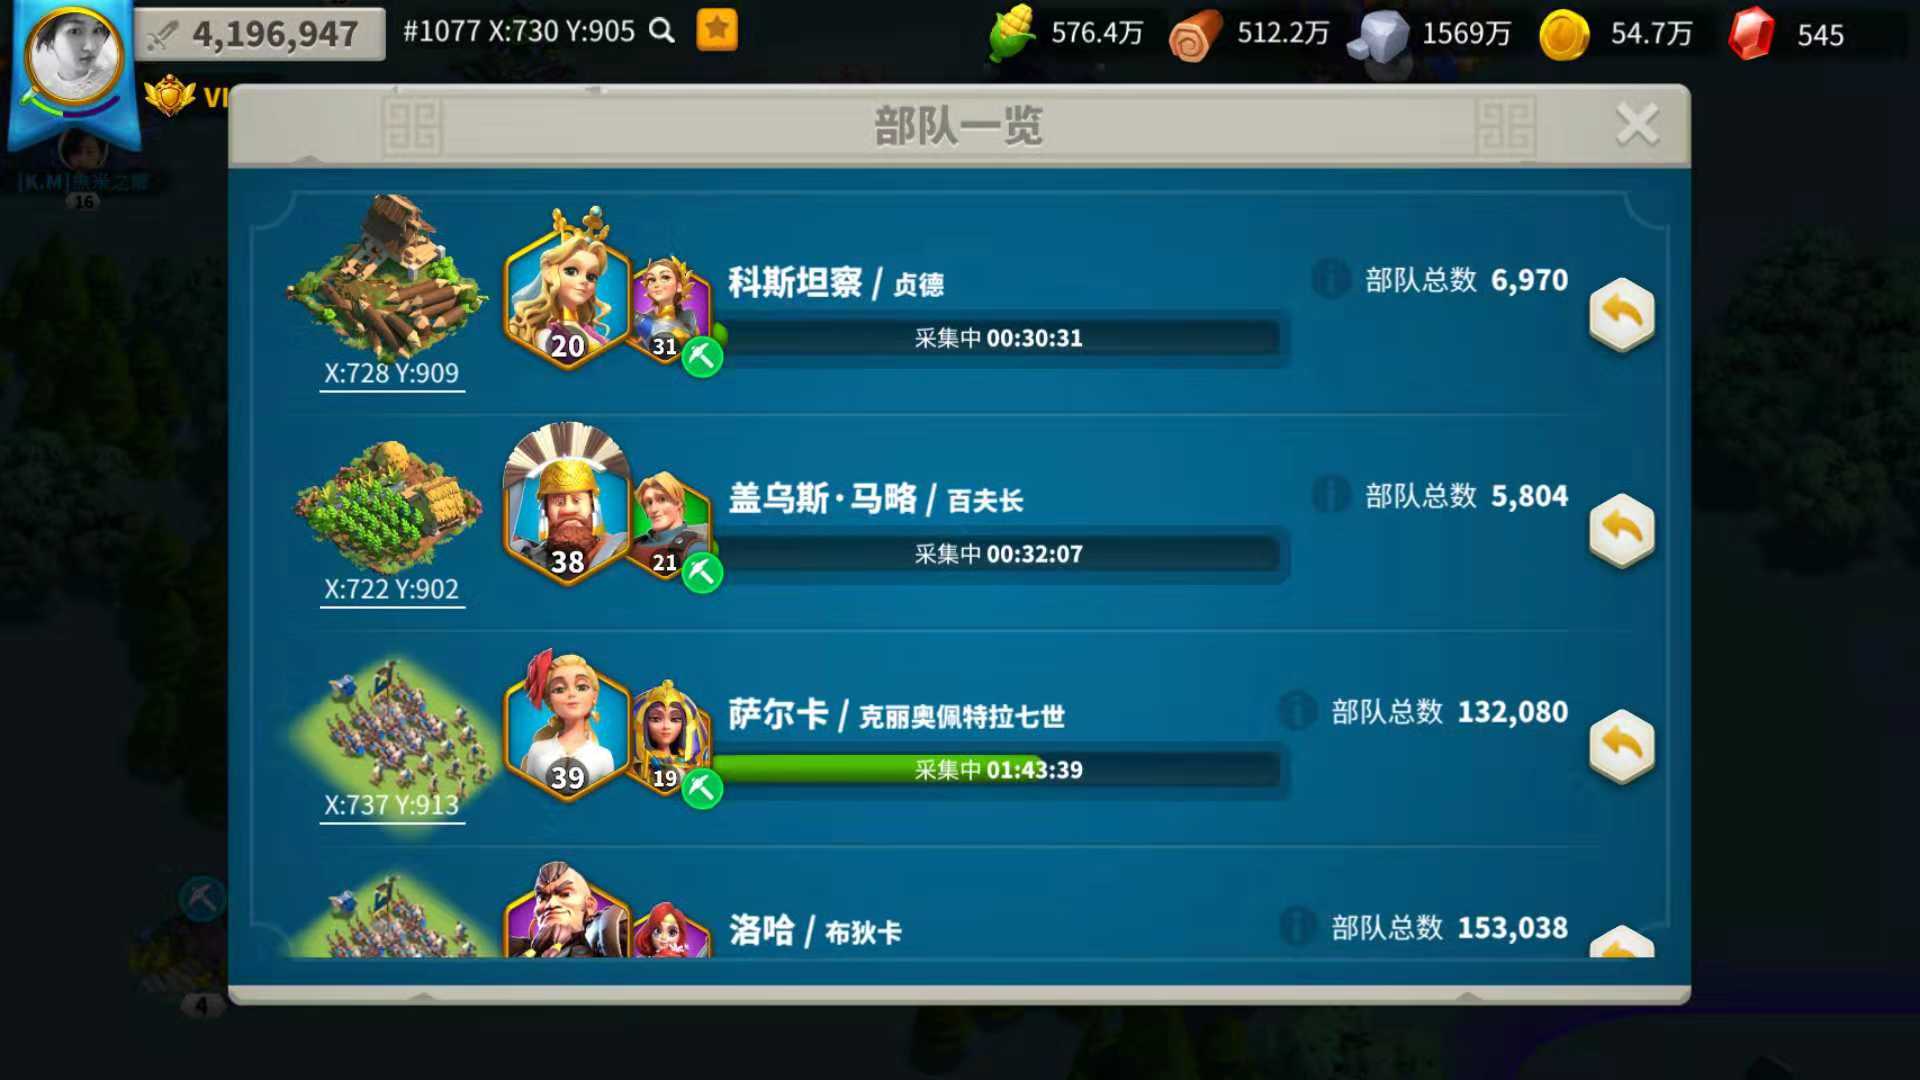 4,196,947
#1077 X:730 Y:905
576.4万
512.2万
1569万
54.7万
545
VI
部队一览
[K.M]
16
科斯坦察 / 贞德
部队总数 6,970
20
31
采集中 00:30:31
X:728 Y:909
盖乌斯·马略 / 百夫长
部队总数 5,804
38
21
采集中 00:32:07
X:722 Y:902
萨尔卡 / 克丽奥佩特拉七世
部队总数 132,080
39
19
采集中 01:43:39
X:737 Y:913
洛哈 / 布狄卡
部队总数 153,038
4